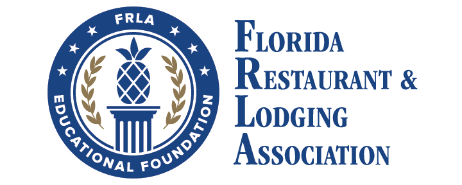 FRLA
EDUCATIONAL FOUNDATION
FLORIDA
RESTAURANT &
LODGING
ASSOCIATION